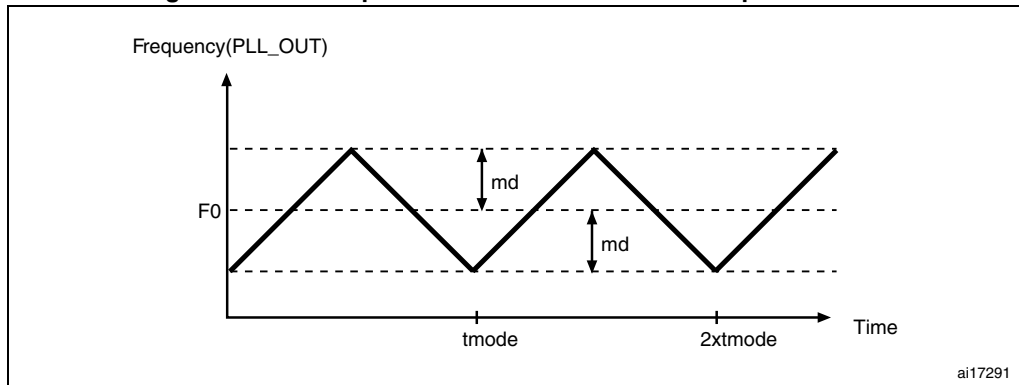 Frequency(PLL_OUT)
md
F0
md
tmode
2xtmode
Time
ai17291